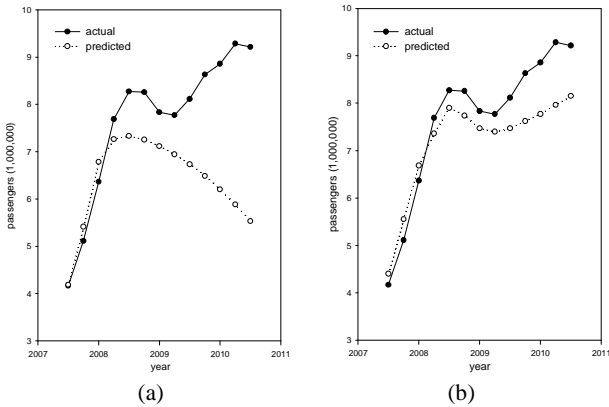 10
9
8
7
6
5
4
3
passengers (1,000,000)
actual
predicted
2007
2008
2009
2010
2011
year
(a)
10
9
8
7
6
5
4
3
passengers (1,000,000)
actual
predicted
2007
2008
2009
2010
2011
year
(b)